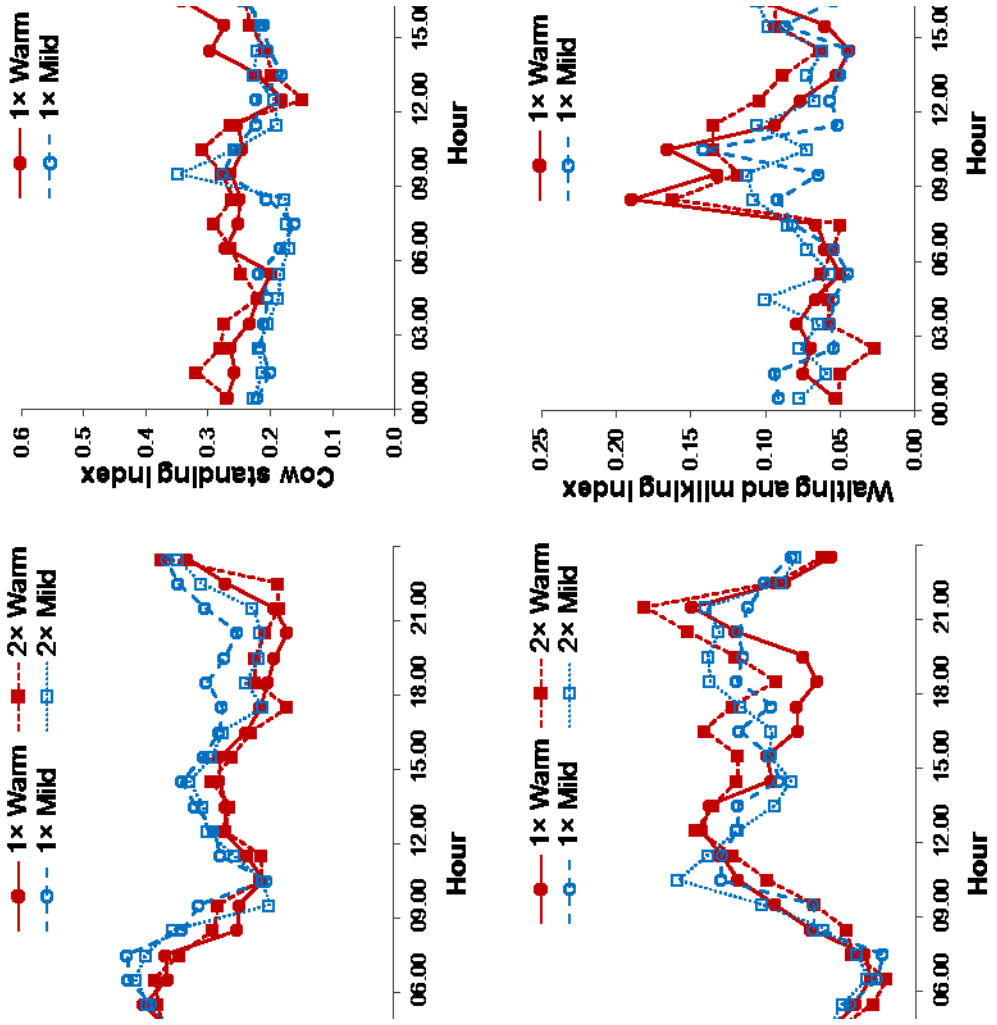 1× Warm 2× Warm
1× Mild 2× Mild
06.00 09.00 12.00 15.00 18.00 21.00
Hour
1× Warm
1× Mild
Cow standing index
0.6
0.4
0.3
0.2
0.1
0.0
00.00 03.00 06.00 09.00 12.00 15.00
Hour
1× Warm 2× Warm
1× Mild 2× Mild
06.00 09.00 12.00 15.00 18.00 21.00
Hour
1× Warm
1× Mild
Waiting and milking index
0.25
0.20
0.15
0.10
0.05
0.00
00.00 03.00 06.00 09.00 12.00 15.00
Hour